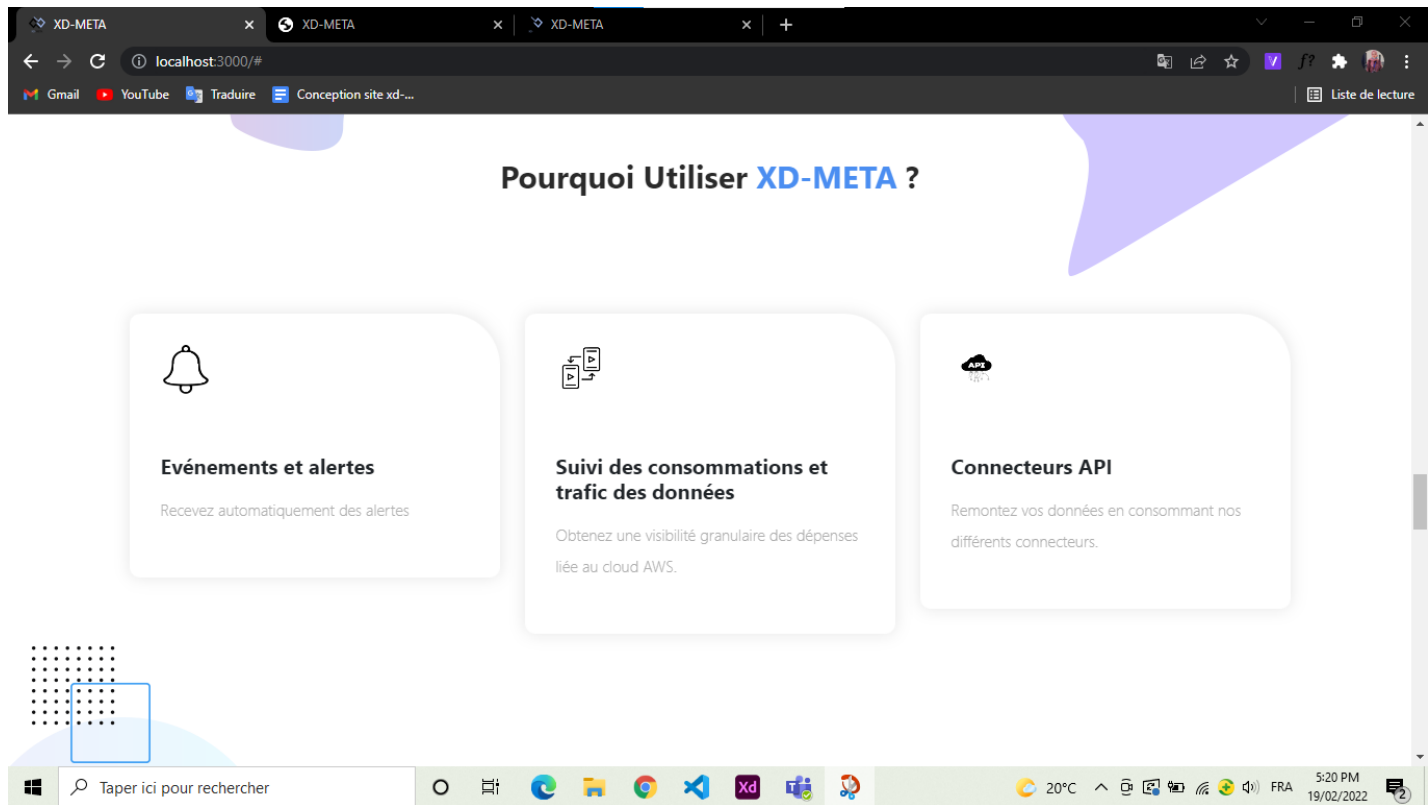 XD-META
XD-META
XD-META
localhost:3000/#
Gmail YouTube Traduire Conception site xd-... Liste de lecture
Pourquoi Utiliser XD-META ?
Evénements et alertes
Recevez automatiquement des alertes
Suivi des consommations et
trafic des données
Obtenez une visibilité granulaire des dépenses
liée au cloud AWS.
API
Connecteurs API
Remontez vos données en consommant nos
différents connecteurs.
Taper ici pour rechercher
Xd
20°C
FRA
5:20 PM
19/02/2022
2